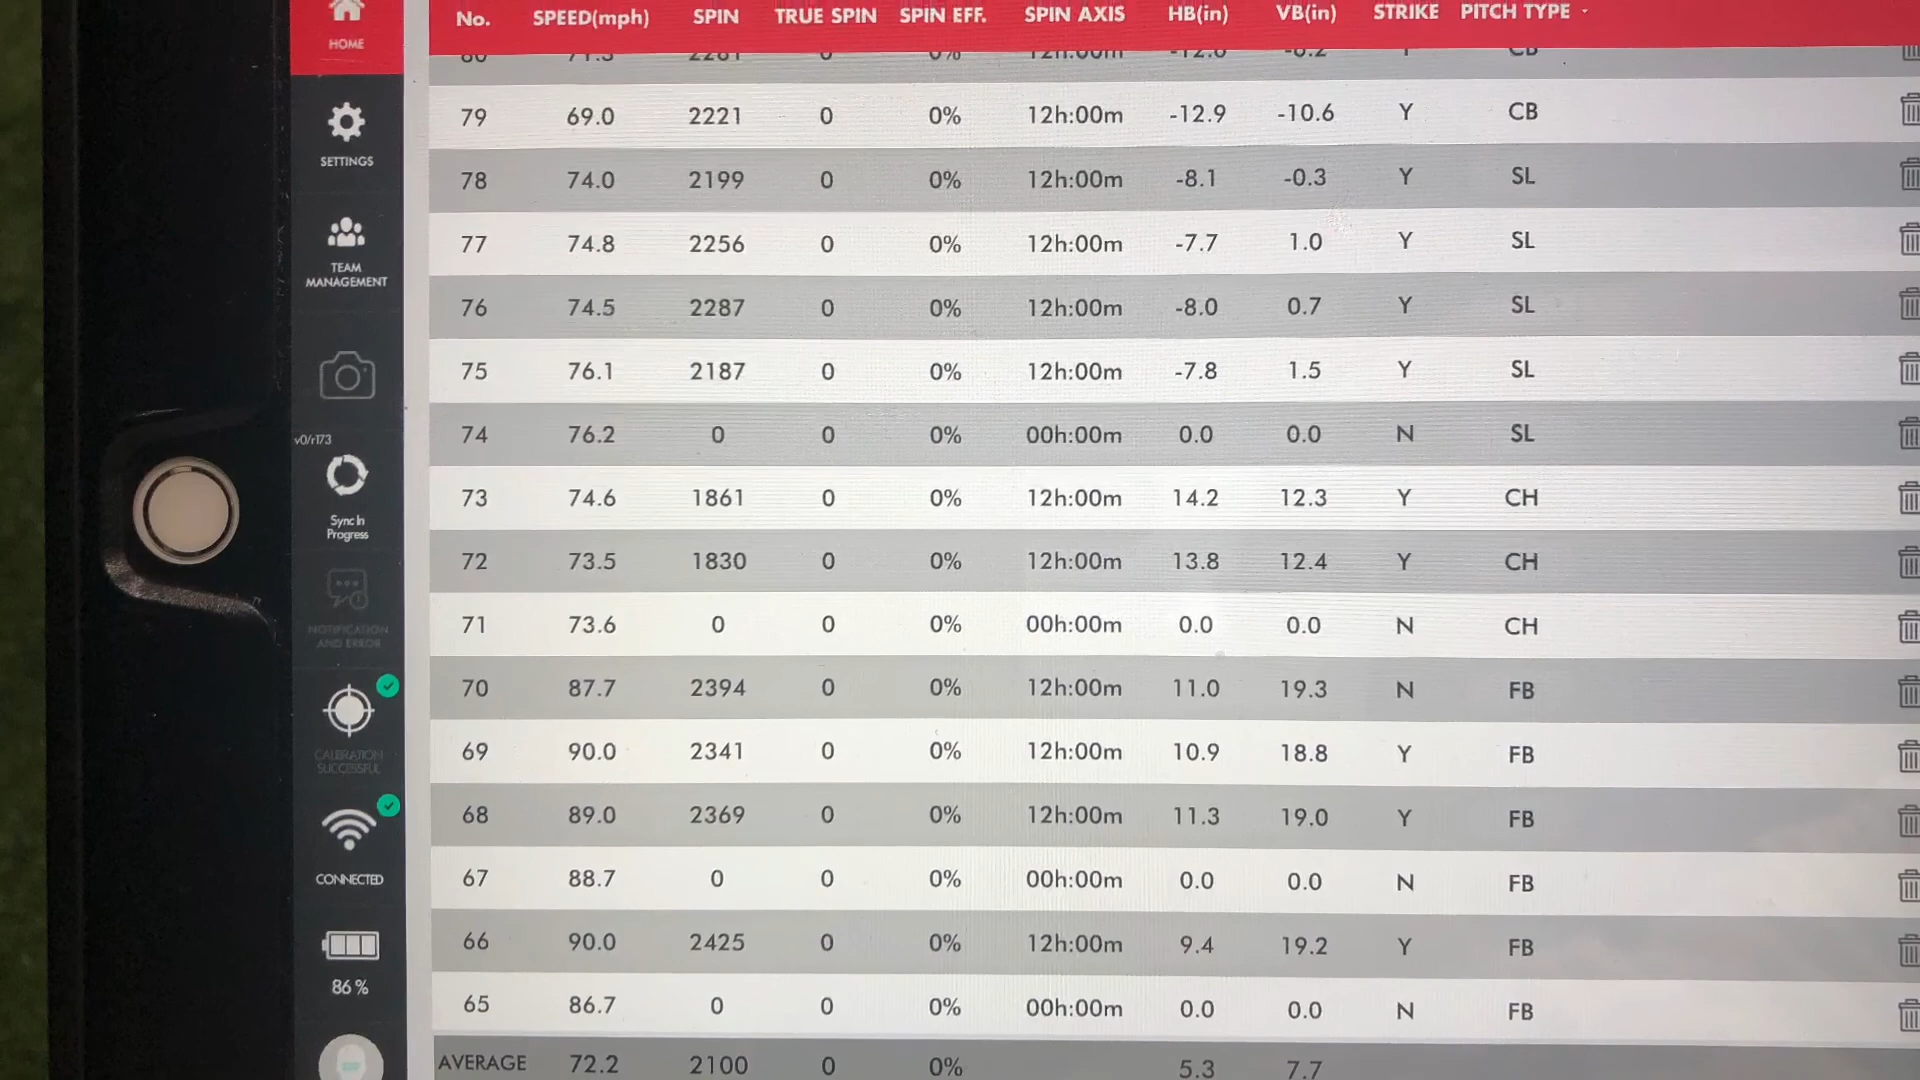 HOME
SETTINGS
TEAM
MANAGEMENT
v0/r173
Sync In
Progress
NOTIFICATION
AND ERROR
CALIBRATION
SUCCESSFUL
CONNECTED
86 %
No. SPEED(mph) SPIN TRUE SPIN SPIN EFF. SPIN AXIS HB(in) VB(in) STRIKE PITCH TYPE
79 69.0 2221 0 0% 12h:00m -12.9 -10.6 Y CB
78 74.0 2199 0 0% 12h:00m -8.1 -0.3 Y SL
77 74.8 2256 0 0% 12h:00m -7.7 1.0 Y SL
76 74.5 2287 0 0% 12h:00m -8.0 0.7 Y SL
75 76.1 2187 0 0% 12h:00m -7.8 1.5 Y SL
74 76.2 0 0 0% 00h:00m 0.0 0.0 N SL
73 74.6 1861 0 0% 12h:00m 14.2 12.3 Y CH
72 73.5 1830 0 0% 12h:00m 13.8 12.4 Y CH
71 73.6 0 0 0% 00h:00m 0.0 0.0 N CH
70 87.7 2394 0 0% 12h:00m 11.0 19.3 N FB
69 90.0 2341 0 0% 12h:00m 10.9 18.8 Y FB
68 89.0 2369 0 0% 12h:00m 11.3 19.0 Y FB
67 88.7 0 0 0% 00h:00m 0.0 0.0 N FB
66 90.0 2425 0 0% 12h:00m 9.4 19.2 Y FB
65 86.7 0 0 0% 00h:00m 0.0 0.0 N FB
AVERAGE 72.2 2100 0 0% 5.3 7.7